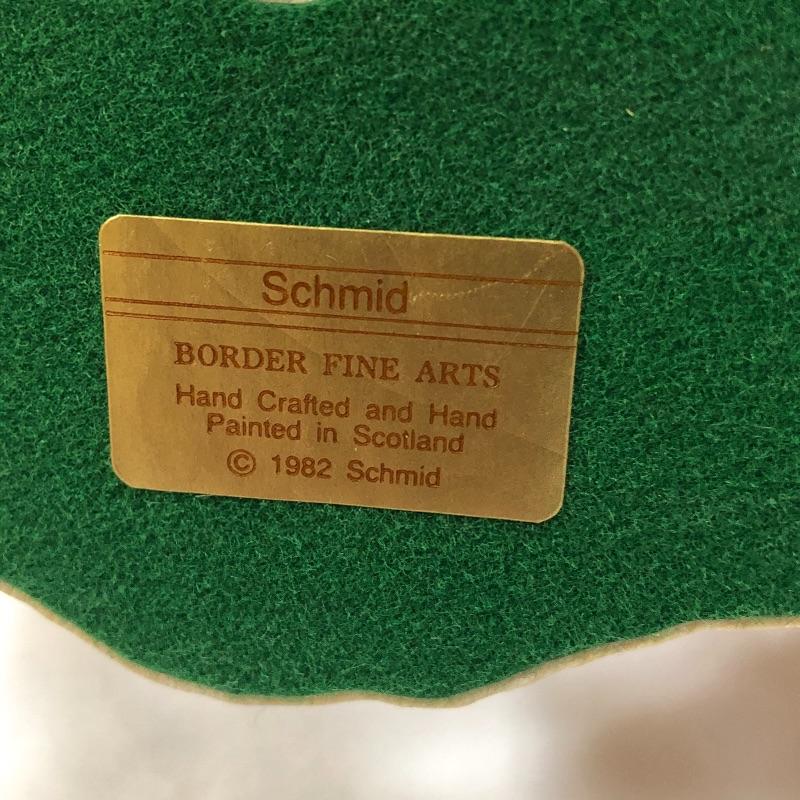 Schmid
BORDER FINE ARTS
Hand Crafted and Hand
Painted in Scotland
© 1982 Schmid